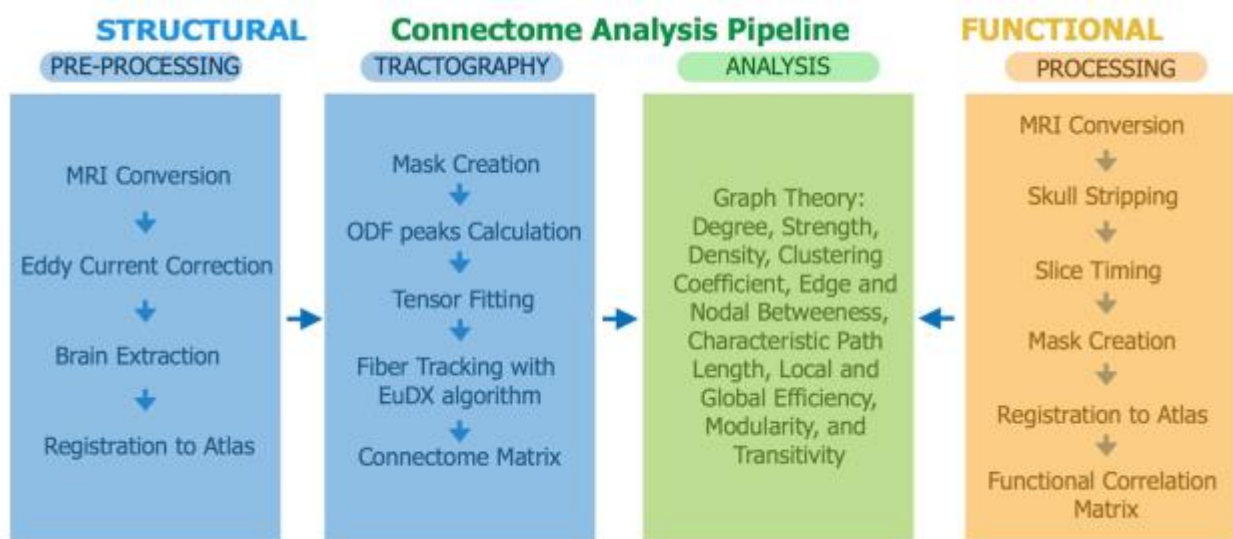 STRUCTURAL
Connectome Analysis Pipeline
FUNCTIONAL
PRE-PROCESSING
MRI Conversion
Eddy Current Correction
Brain Extraction
Registration to Atlas
TRACTOGRAPHY
Mask Creation
ODF peaks Calculation
Tensor Fitting
Fiber Tracking with
EuDX algorithm
Connectome Matrix
ANALYSIS
Graph Theory:
Degree, Strength,
Density, Clustering
Coefficient, Edge and
Nodal Betweeness,
Characteristic Path
Length, Local and
Global Efficiency,
Modularity, and
Transitivity
PROCESSING
MRI Conversion
Skull Stripping
Slice Timing
Mask Creation
Registration to Atlas
Functional Correlation
Matrix